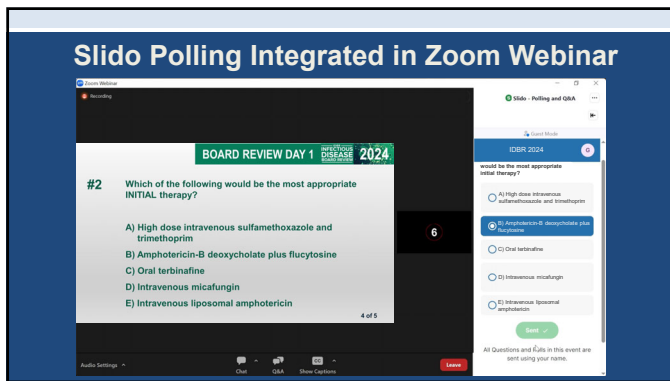 Slido Polling Integrated in Zoom Webinar
Zoom Webinar
Recording
BOARD REVIEW DAY 1
INFECTIOUS
DISEASE
BOARD REVIEW
2024
#2
Which of the following would be the most appropriate
INITIAL therapy?
A) High dose intravenous sulfamethoxazole and
trimethoprim
B) Amphotericin-B deoxycholate plus flucytosine
C) Oral terbinafine
D) Intravenous micafungin
E) Intravenous liposomal amphotericin
4 of 5
6
Slido - Polling and Q&A
Guest Mode
IDBR 2024
G
would be the most appropriate
initial therapy?
A) High dose intravenous
sulfamethoxazole and trimethoprim
B) Amphotericin-B deoxycholate plus
flucytosine
C) Oral terbinafine
D) Intravenous micafungin
E) Intravenous liposomal
amphotericin
Sent
All Questions and Polls in this event are
sent using your name.
Audio Settings
Chat
Q&A
CC
Show Captions
Leave